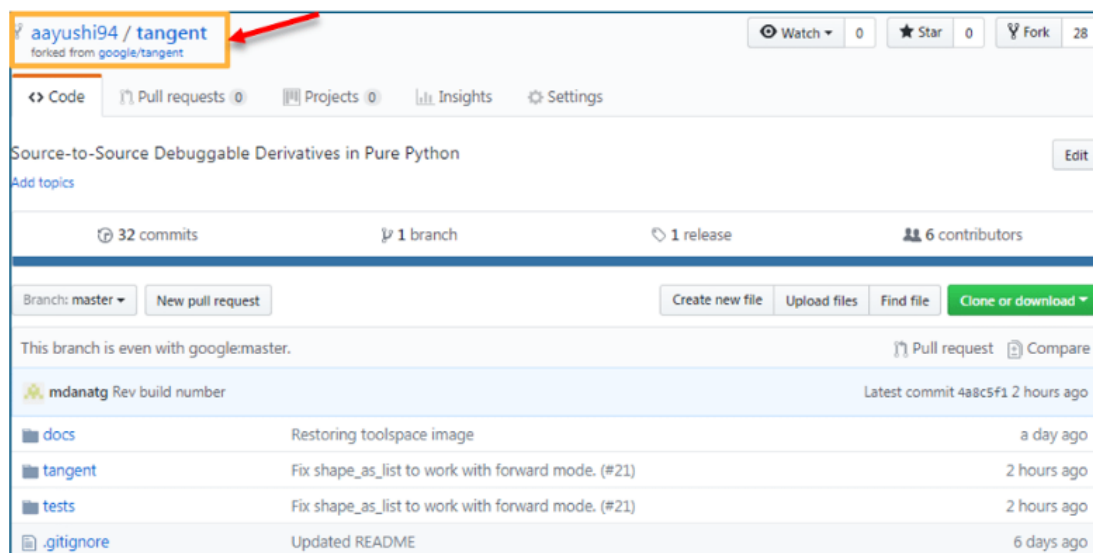 aayushi94 / tangent
forked from google/tangent
Watch 0 Star 0 Fork 28
Code Pull requests 0 Projects 0 Insights Settings
Source-to-Source Debuggable Derivatives in Pure Python
Edit
Add topics
32 commits 1 branch 1 release 6 contributors
Branch: master New pull request Create new file Upload files Find file Clone or download
This branch is even with google:master. Pull request Compare
mdanatg Rev build number Latest commit 4a8c5f1 2 hours ago
docs Restoring toolspace image a day ago
tangent Fix shape_as_list to work with forward mode. (#21) 2 hours ago
tests Fix shape_as_list to work with forward mode. (#21) 2 hours ago
.gitignore Updated README 6 days ago